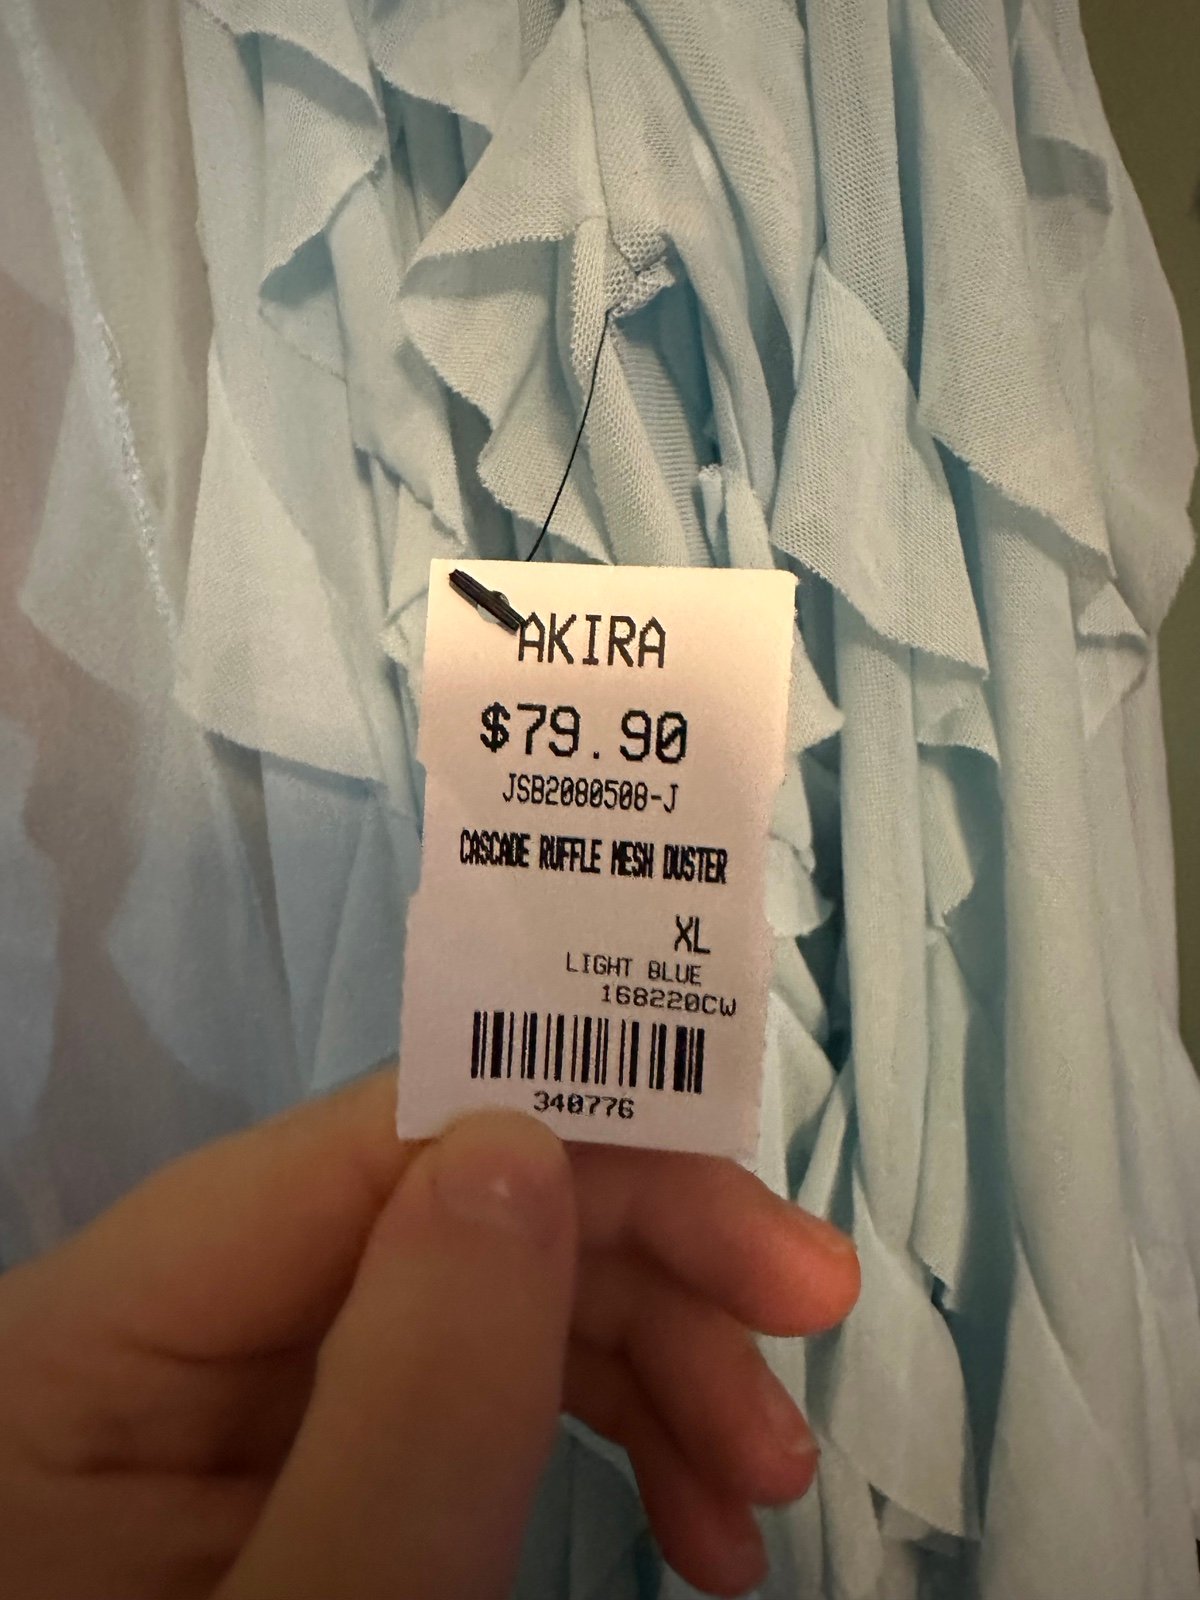 AKIRA
$79.90
JSB2080508-J
CASCADE RUFFLE MESH DUSTER
XL
LIGHT BLUE
168220CW
340776